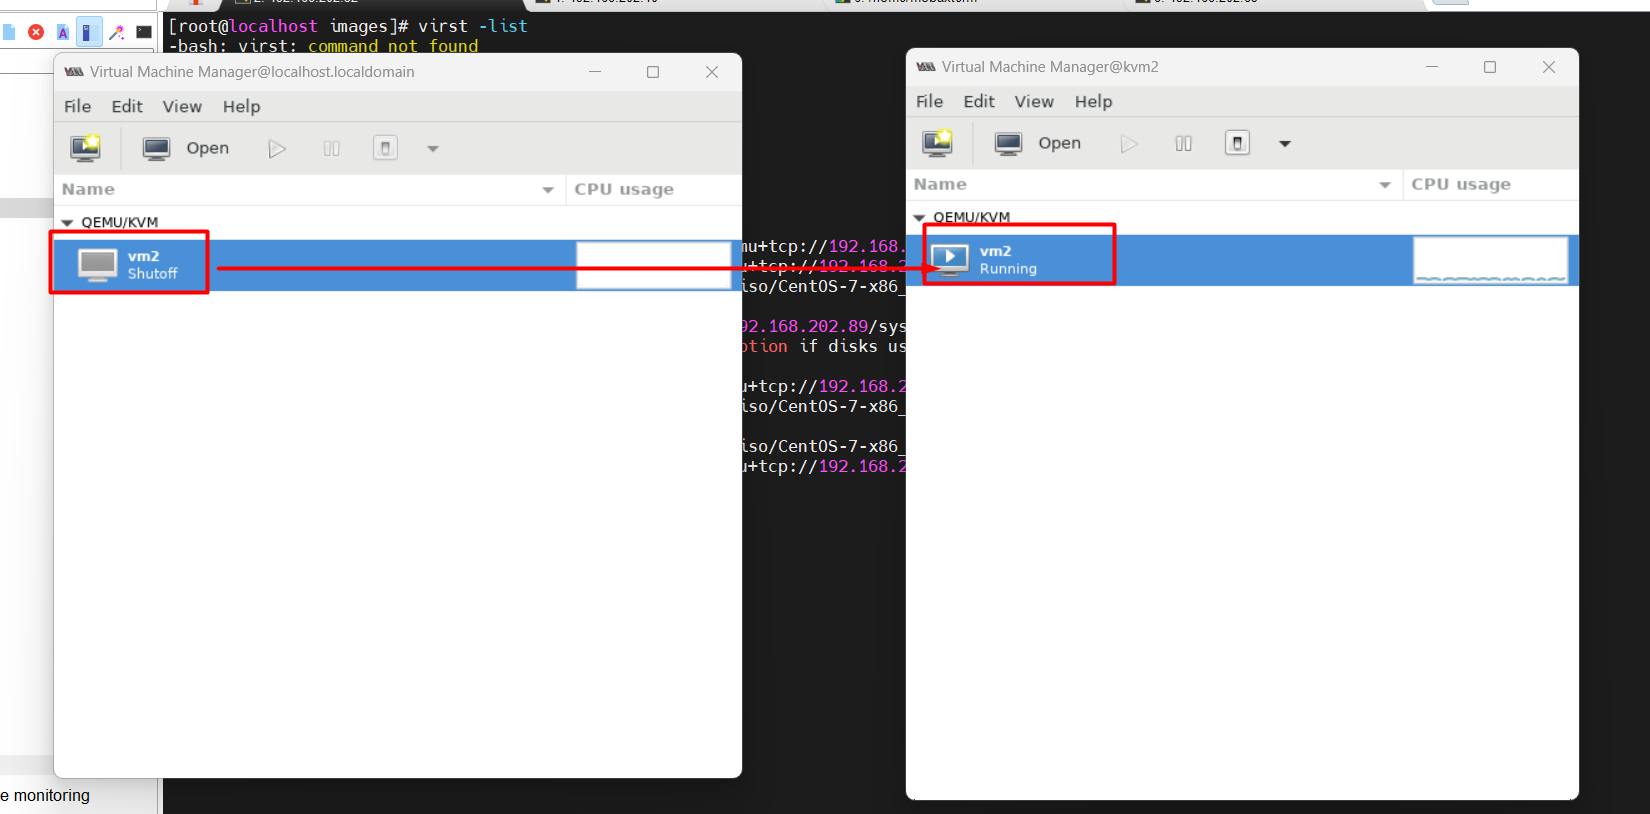 [root@localhost images]# virst -list
-bash: virst: command not found
Virtual Machine Manager@localhost.localdomain
File Edit View Help
Open
Name CPU usage
QEMU/KVM
vm2
Shutoff
mu+tcp://192.168.
u+tcp://192.168.2
iso/CentOS-7-x86_
92.168.202.89/sys
ption if disks us
u+tcp://192.168.2
iso/CentOS-7-x86_
iso/CentOS-7-x86_
u+tcp://192.168.2
Virtual Machine Manager@kvm2
File Edit View Help
Open
Name CPU usage
QEMU/KVM
vm2
Running
e monitoring